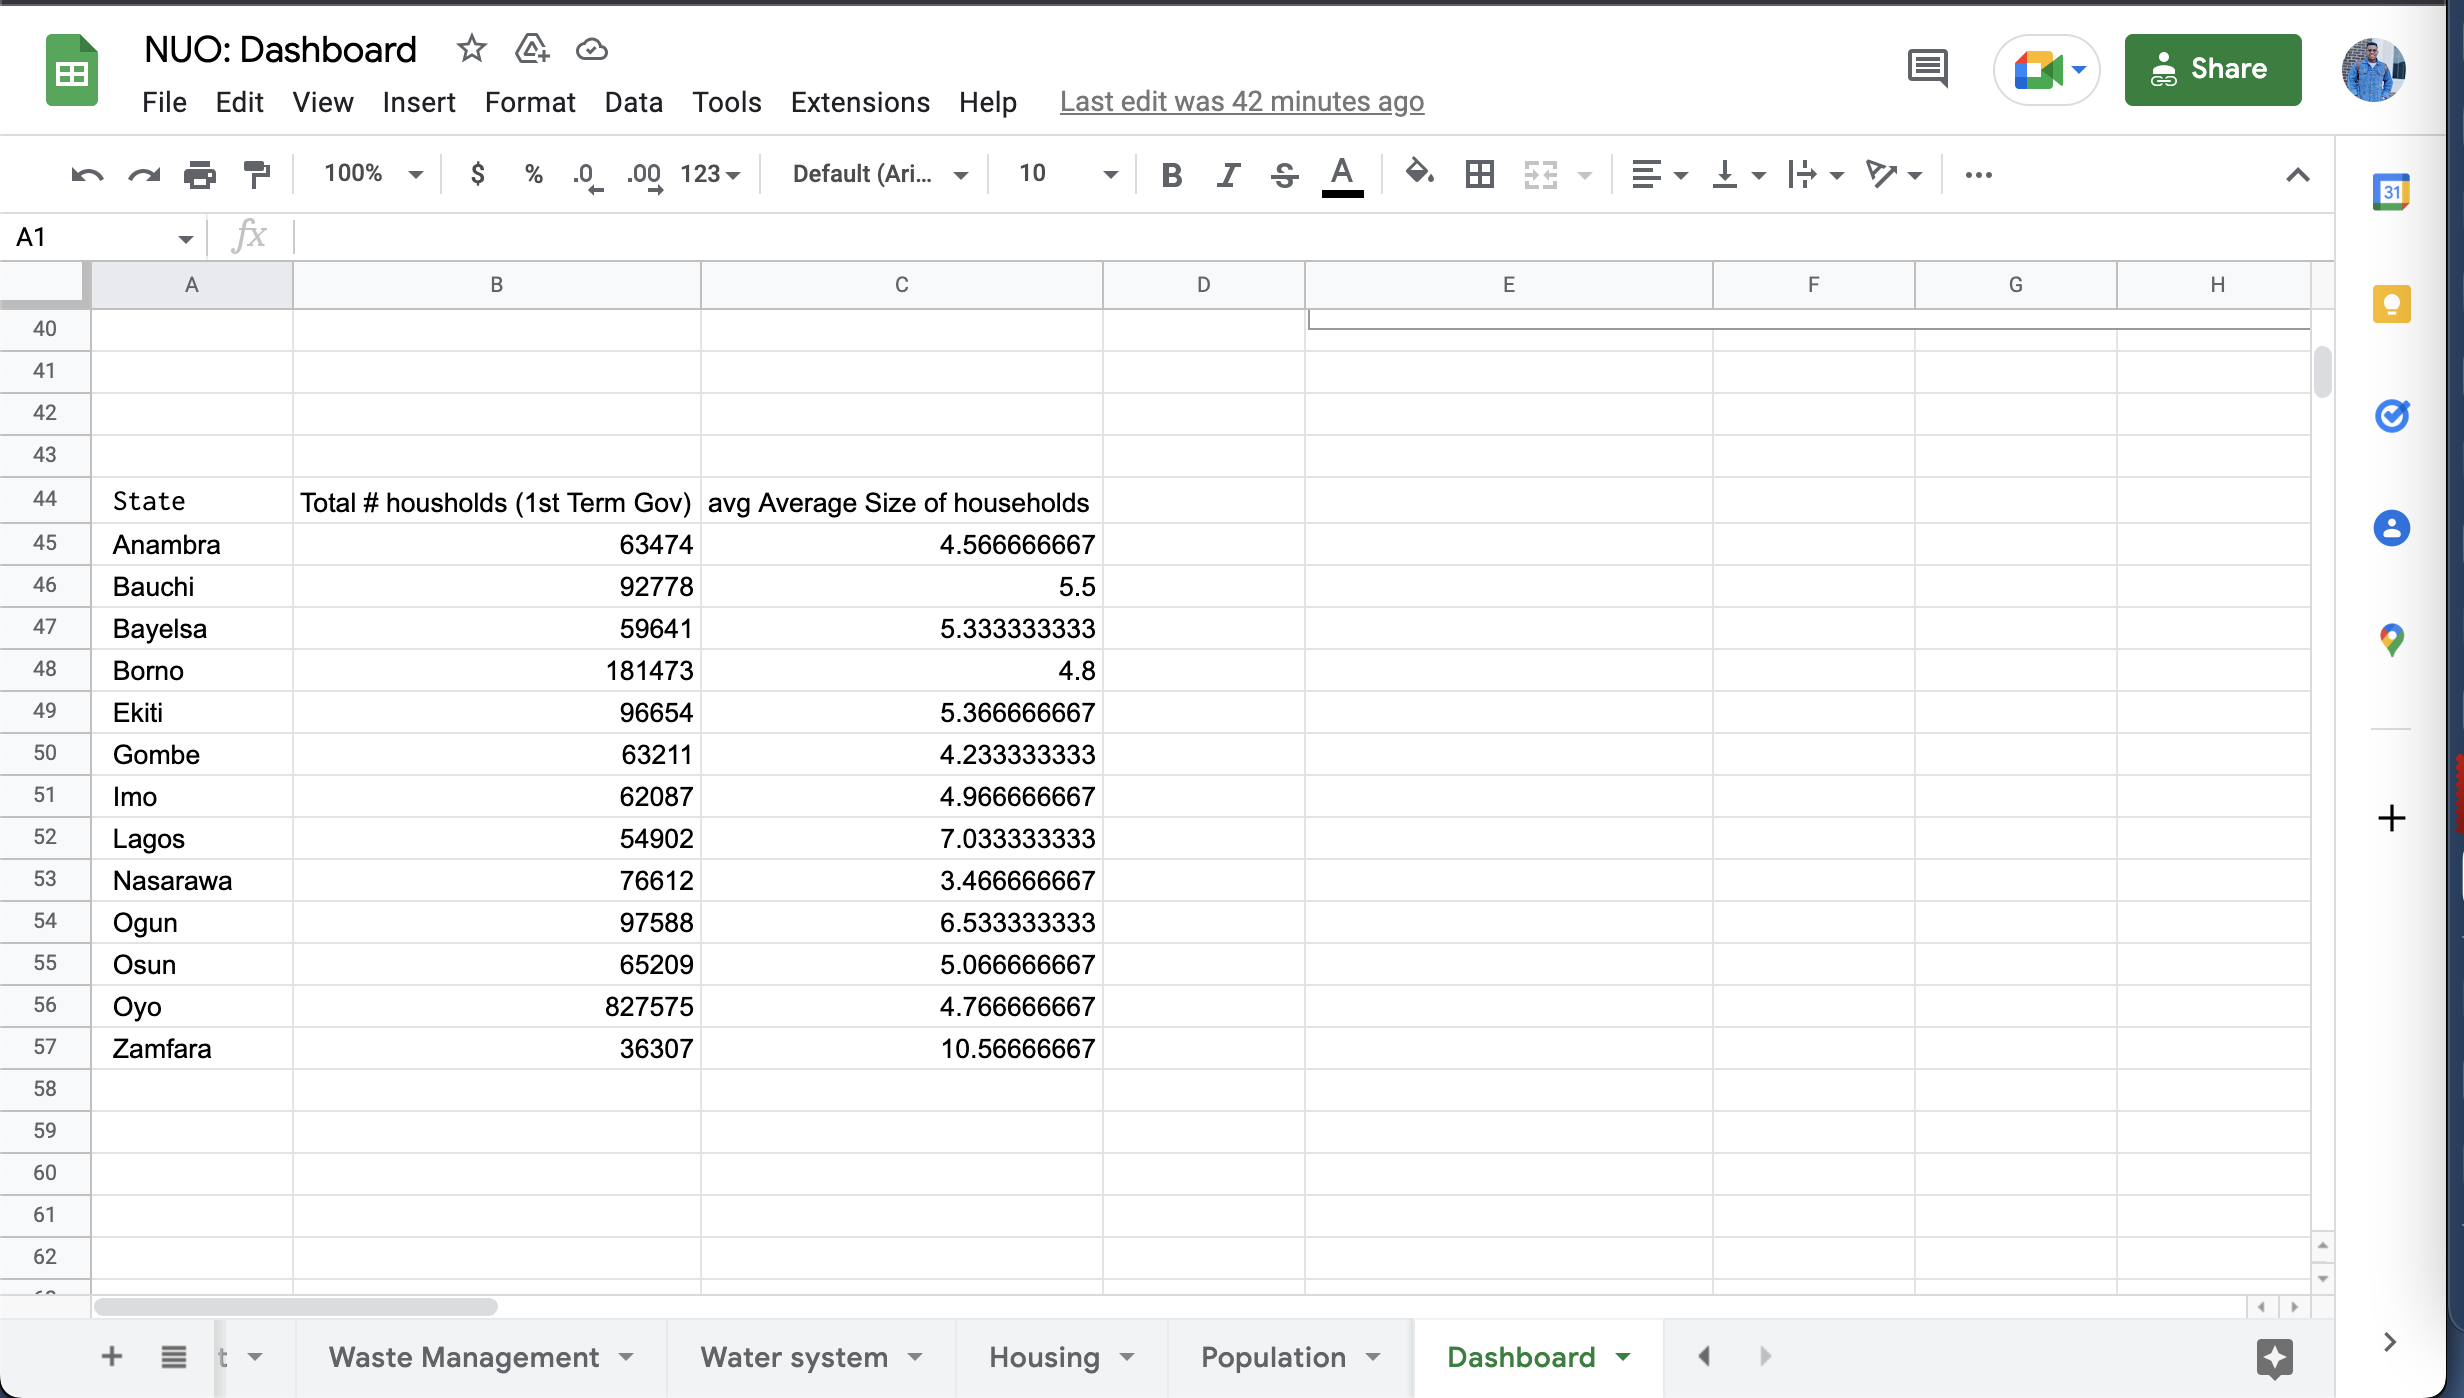 NUO: Dashboard
File Edit View Insert Format Data Tools Extensions Help Last edit was 42 minutes ago
Share
100% $ % .0 .00 123 Default (Ari... 10 B I S A
31
A1 fx
A B C D E F G H
40
41
42
43
44 State Total # housholds (1st Term Gov) avg Average Size of households
45 Anambra 63474 4.566666667
46 Bauchi 92778 5.5
47 Bayelsa 59641 5.333333333
48 Borno 181473 4.8
49 Ekiti 96654 5.366666667
50 Gombe 63211 4.233333333
51 Imo 62087 4.966666667
52 Lagos 54902 7.033333333
53 Nasarawa 76612 3.466666667
54 Ogun 97588 6.533333333
55 Osun 65209 5.066666667
56 Oyo 827575 4.766666667
57 Zamfara 36307 10.56666667
58
59
60
61
62
t Waste Management Water system Housing Population Dashboard